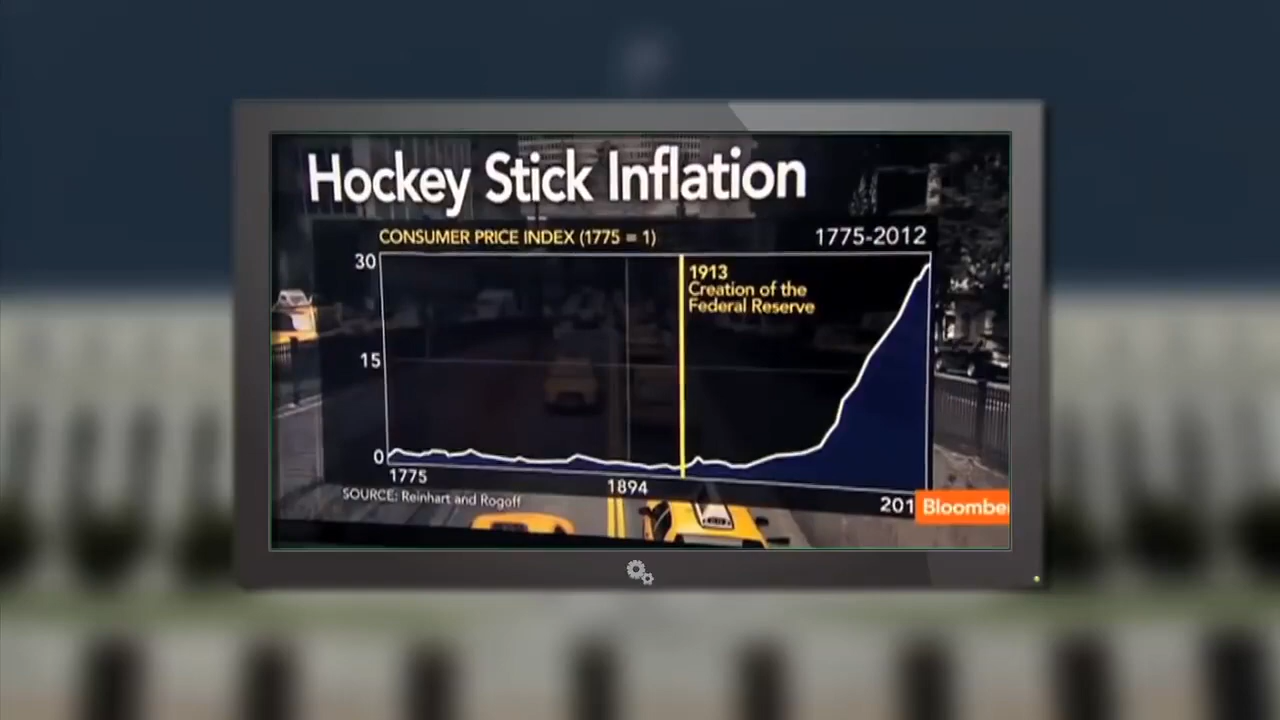 Hockey Stick Inflation
CONSUMER PRICE INDEX (1775 = 1)
1775-2012
30
1913
Creation of the
Federal Reserve
15
0
1775
1894
201
SOURCE: Reinhart and Rogoff
Bloombe